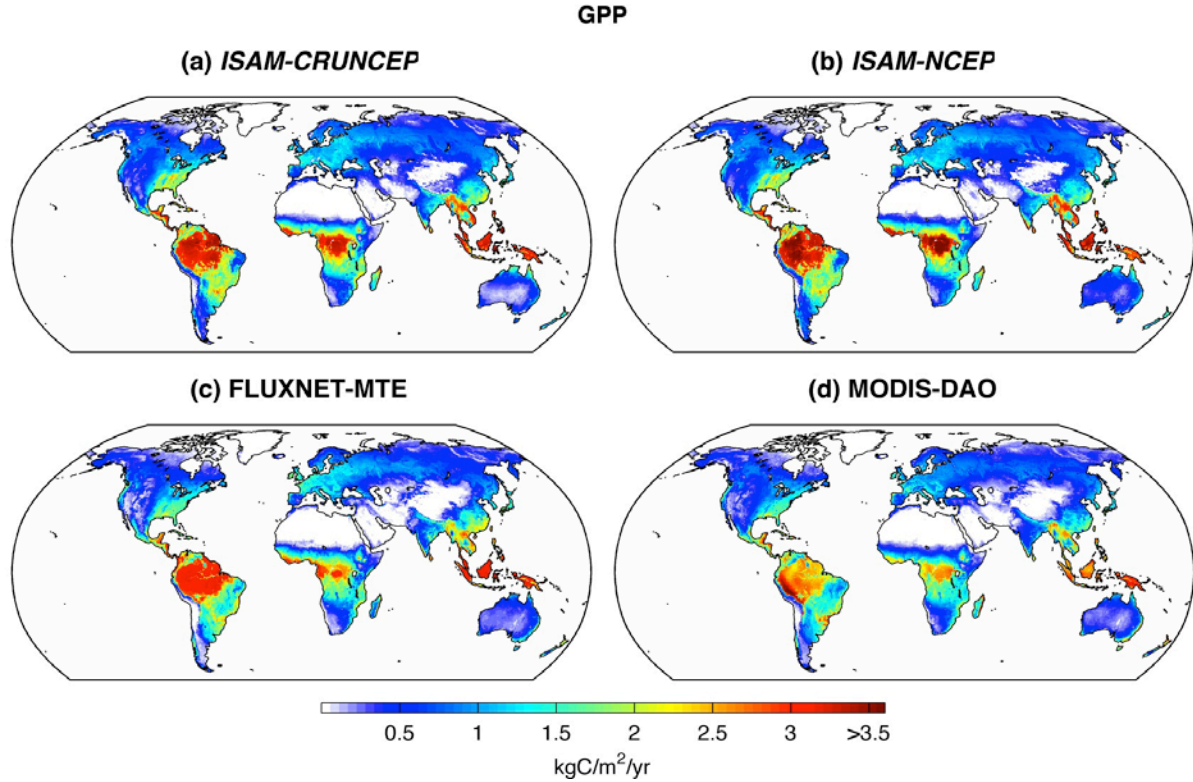 GPP
(a) ISAM-CRUNCEP
(b) ISAM-NCEP
(c) FLUXNET-MTE
(d) MODIS-DAO
0.5 1 1.5 2 2.5 3 >3.5
kgC/m²/yr